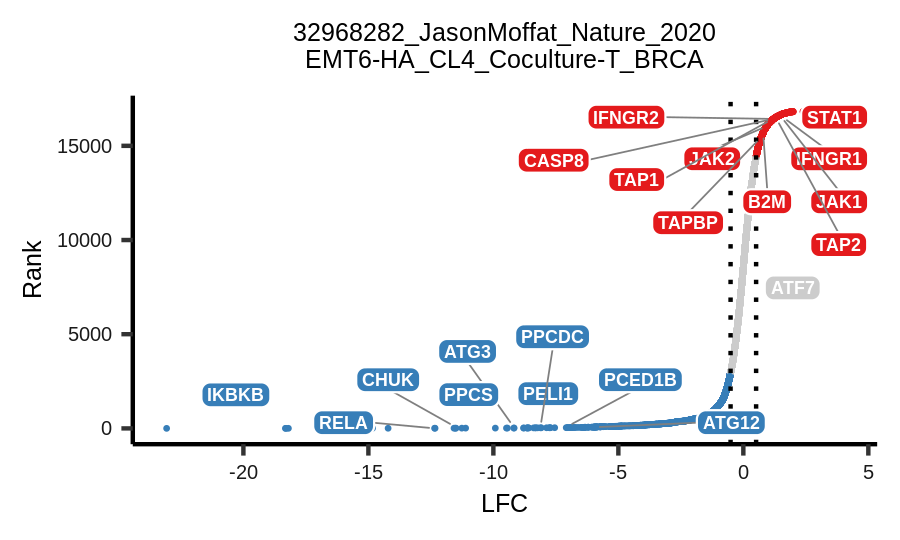 32968282_JasonMoffat_Nature_2020
EMT6-HA_CL4_Coculture-T_BRCA
IFNGR2
STAT1
CASP8
JAK2
IFNGR1
TAP1
B2M
JAK1
TAPBP
TAP2
ATF7
PPCDC
ATG3
CHUK
PCED1B
IKBKB
PPCS
PELI1
RELA
ATG12
15000
10000
5000
0
Rank
-20
-15
-10
-5
0
5
LFC